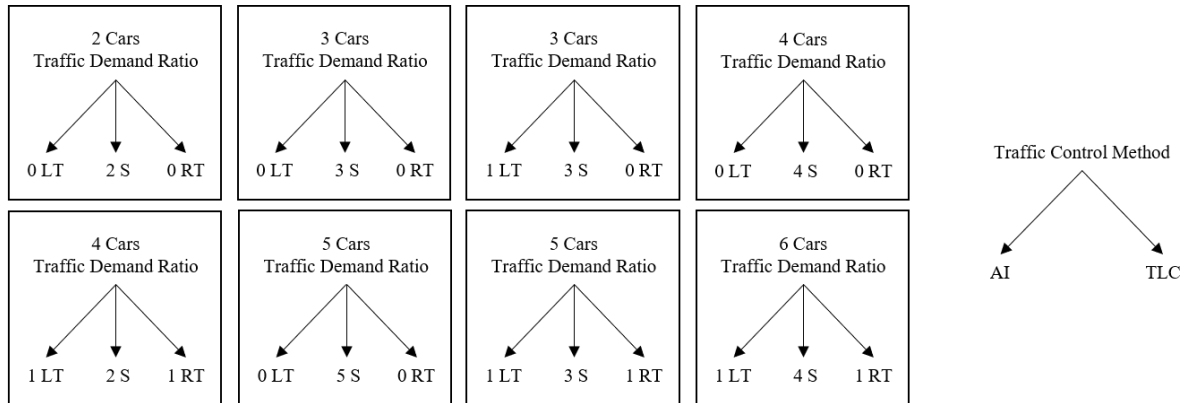 2 Cars
Traffic Demand Ratio
0 LT 2 S 0 RT
3 Cars
Traffic Demand Ratio
0 LT 3 S 0 RT
3 Cars
Traffic Demand Ratio
1 LT 3 S 0 RT
4 Cars
Traffic Demand Ratio
0 LT 4 S 0 RT
4 Cars
Traffic Demand Ratio
1 LT 2 S 1 RT
5 Cars
Traffic Demand Ratio
0 LT 5 S 0 RT
5 Cars
Traffic Demand Ratio
1 LT 3 S 1 RT
6 Cars
Traffic Demand Ratio
1 LT 4 S 1 RT
Traffic Control Method
AI TLC